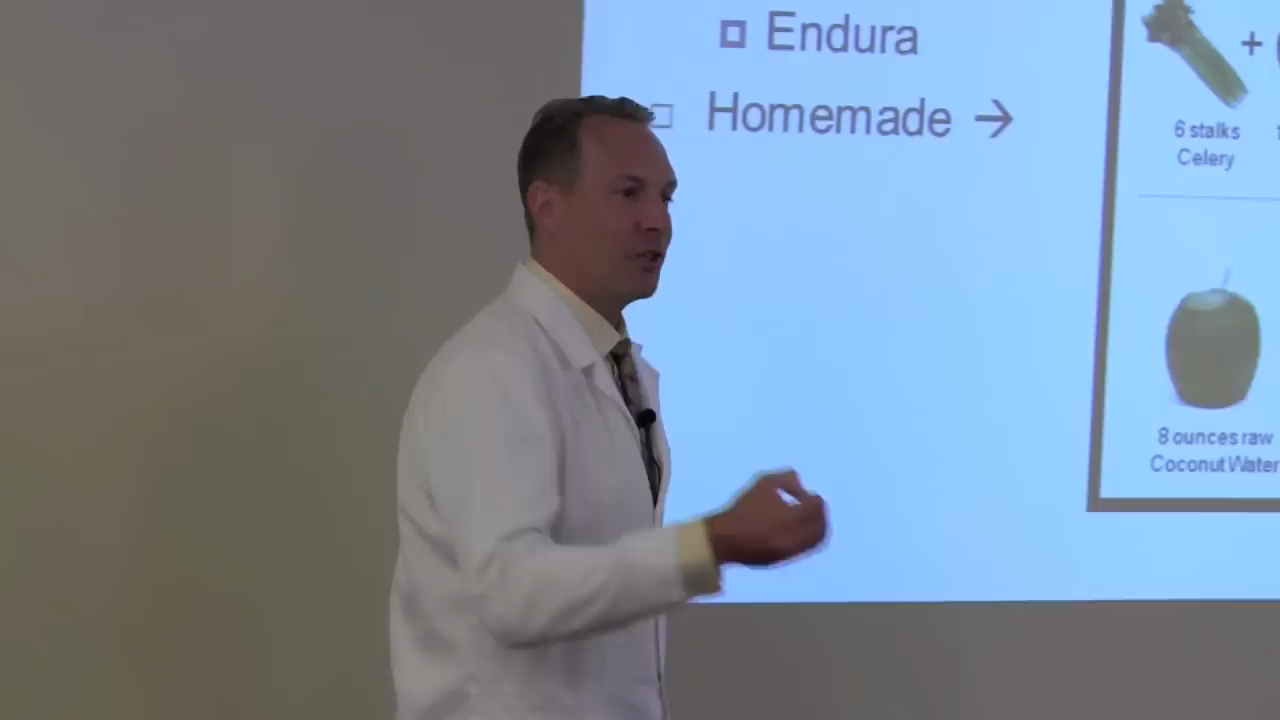 Endura
Homemade →
+
6 stalks
Celery
8 ounces raw
Coconut Water